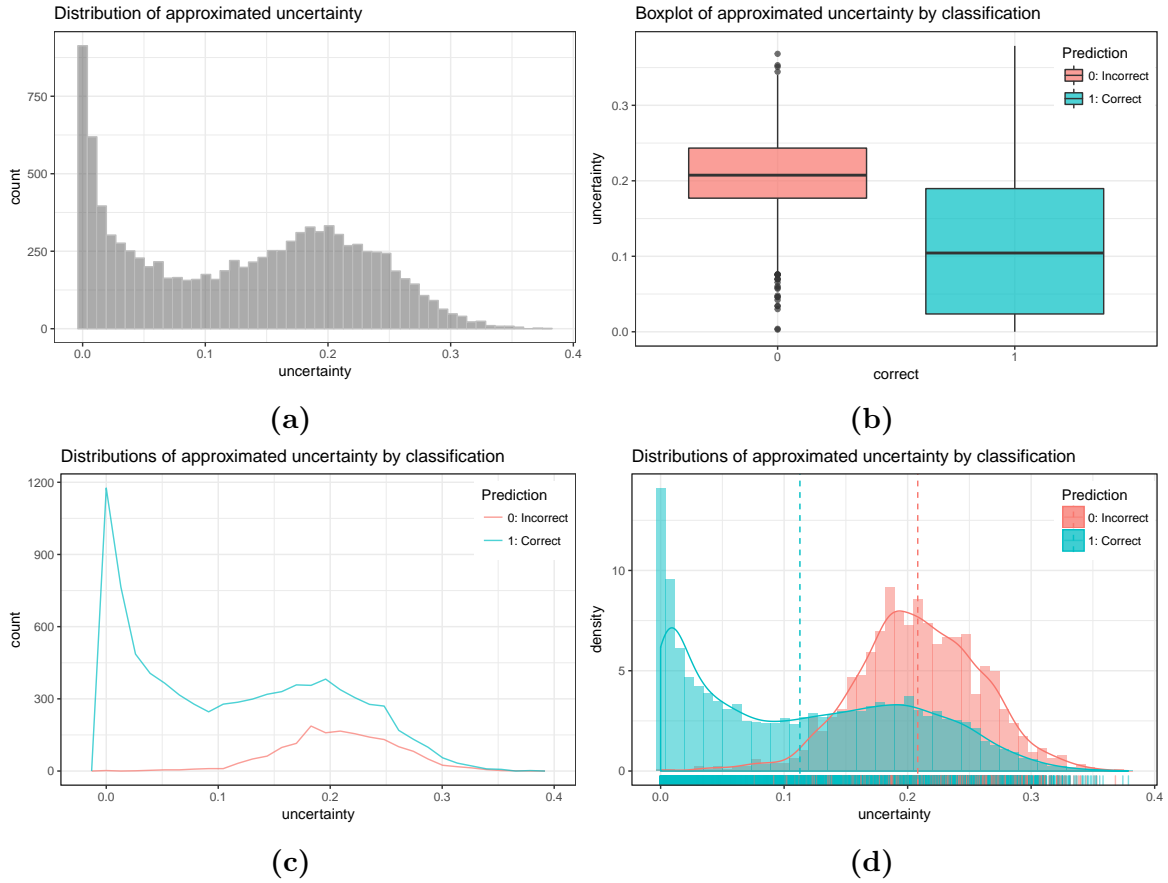 Distribution of approximated uncertainty
count
750
500
250
0
0.0 0.1 0.2 0.3 0.4
uncertainty
(a)
Boxplot of approximated uncertainty by classification
uncertainty
0.3
0.2
0.1
0.0
Prediction
0: Incorrect
1: Correct
0 1
correct
(b)
Distributions of approximated uncertainty by classification
count
1200
900
600
300
0
Prediction
0: Incorrect
1: Correct
0.0 0.1 0.2 0.3 0.4
uncertainty
(c)
Distributions of approximated uncertainty by classification
density
10
5
0
Prediction
0: Incorrect
1: Correct
0.0 0.1 0.2 0.3 0.4
uncertainty
(d)